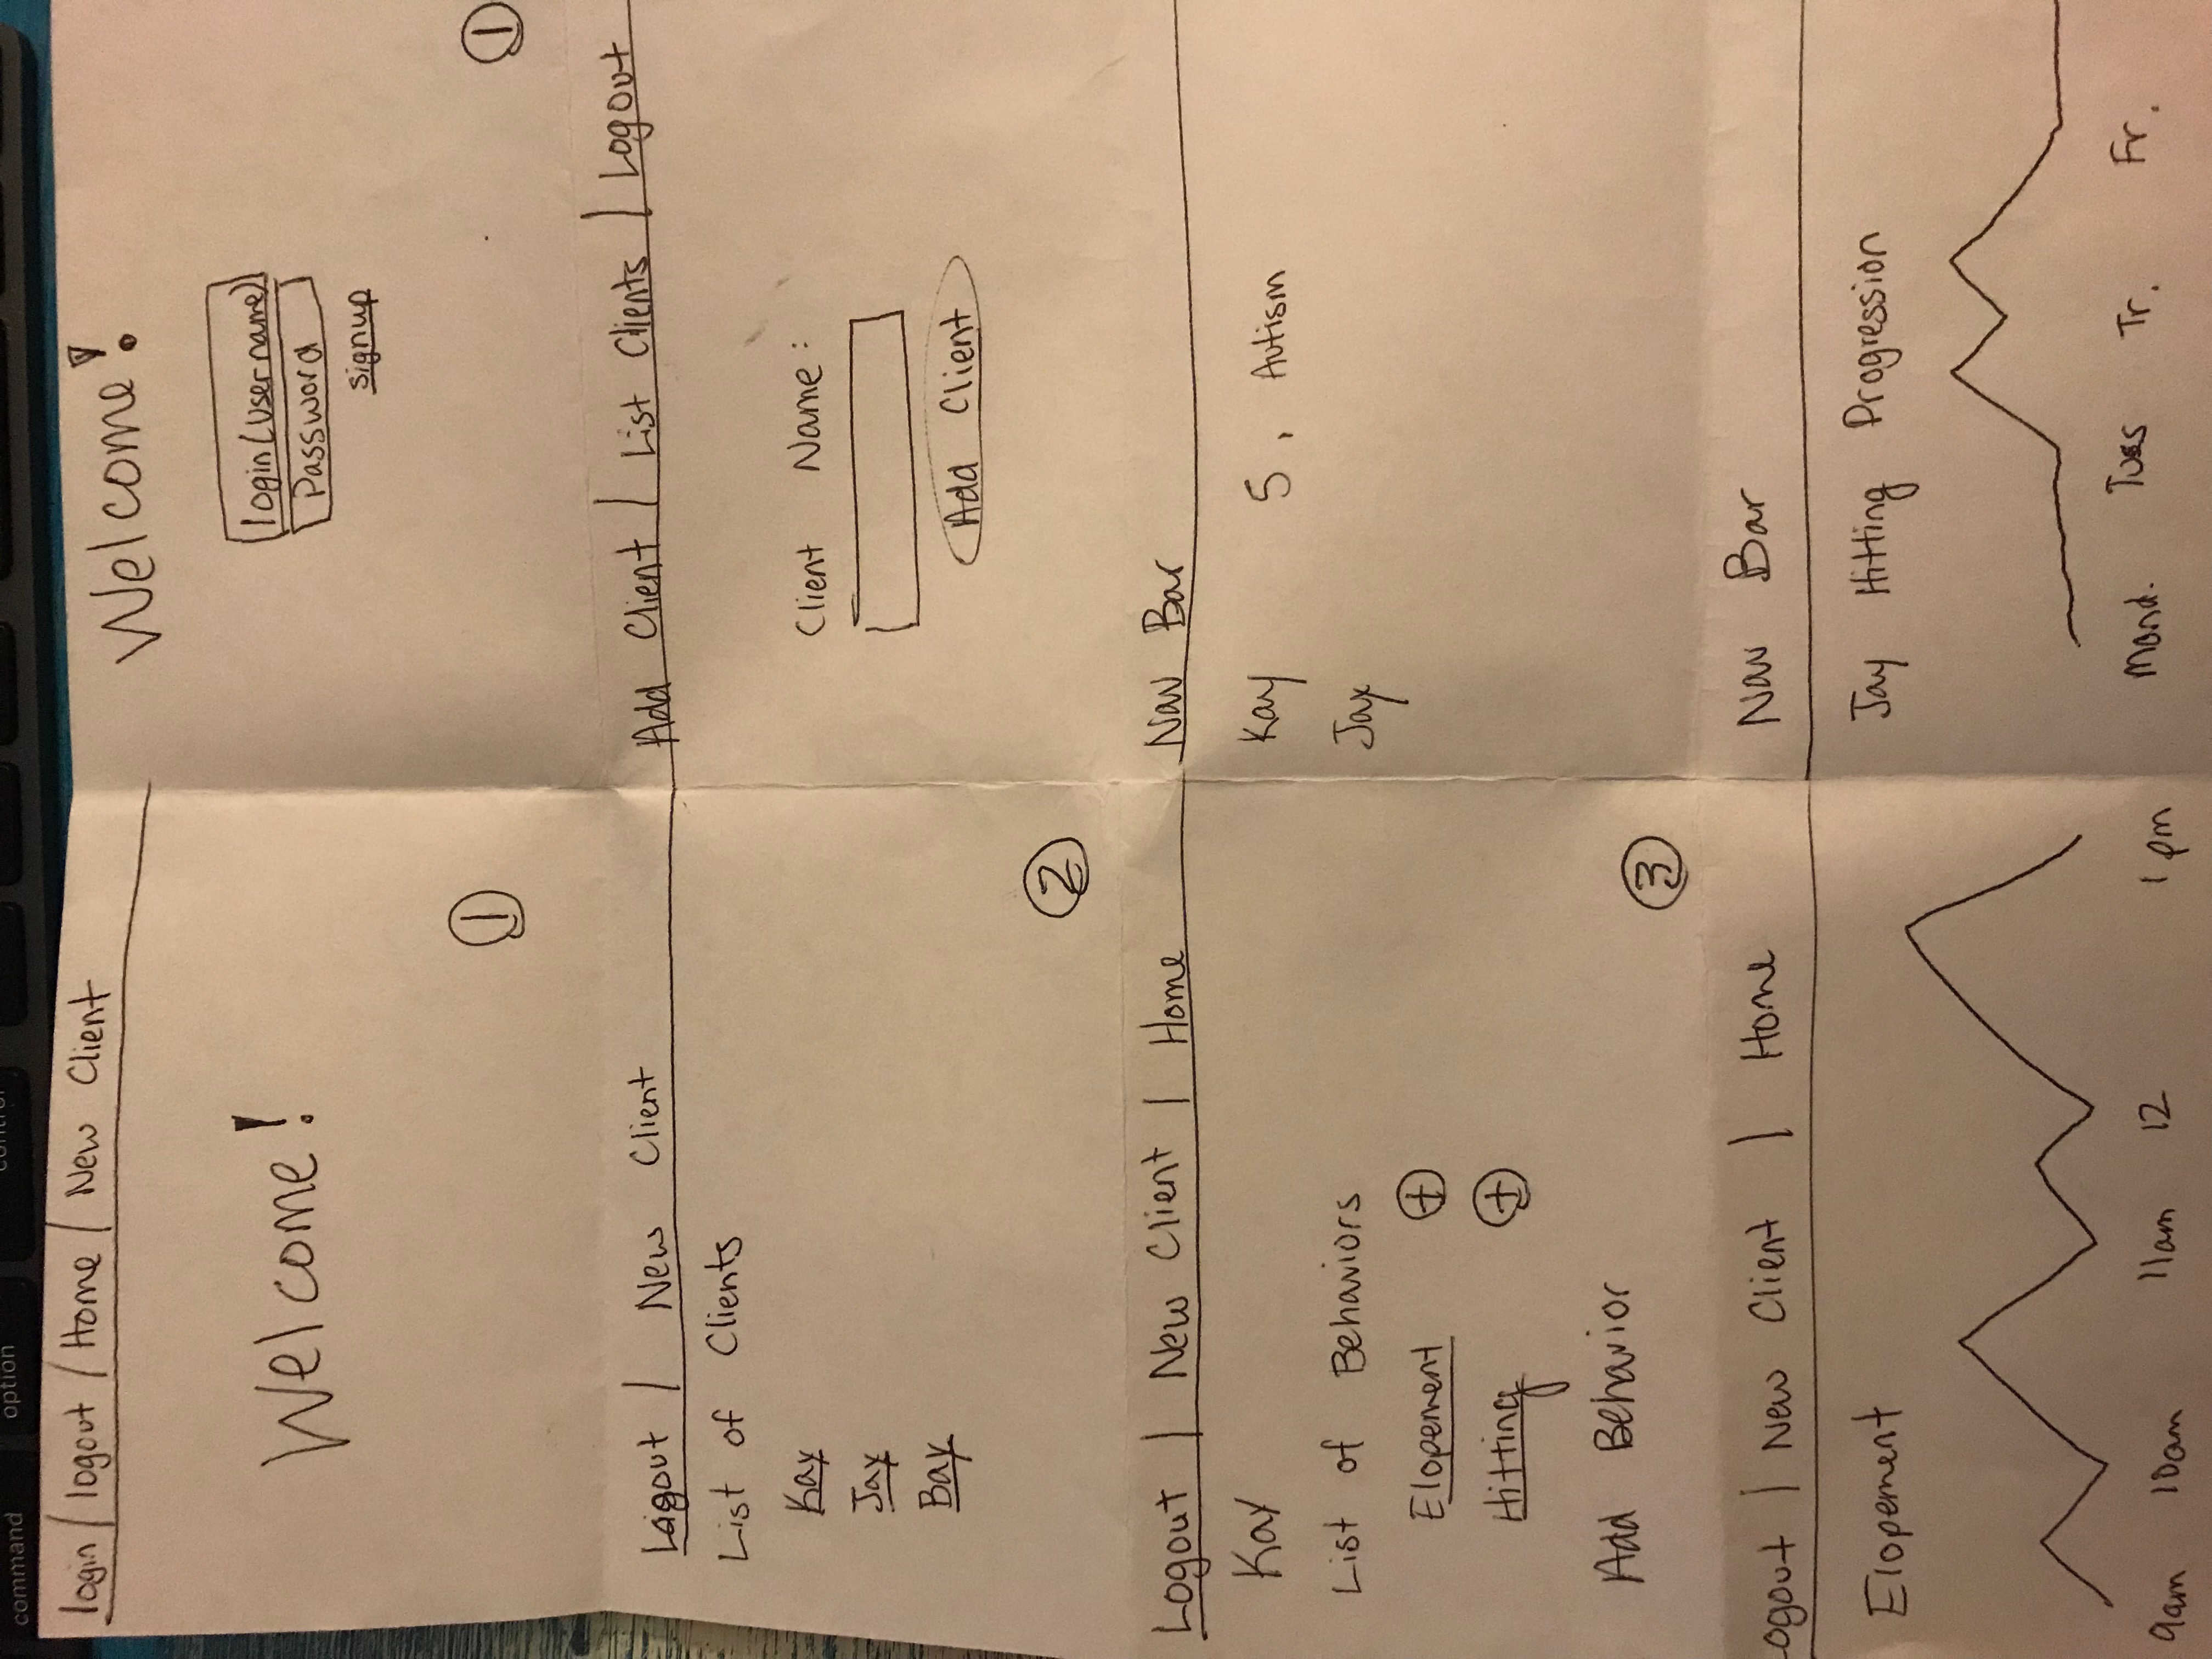 command option control
login / logout / Home / New Client
Welcome!
1
Welcome!
login (Username)
Password
signup
1
Logout | New Client
List of Clients
Kay
Jay
Bay
2
Add Client | List Clients | Logout
Client Name:
Add Client
Logout | New Client | Home
Kay
List of Behaviors
Elopement +
Hitting +
Add Behavior
3
Nav Bar
Kay 5, Autism
Jay
Logout | New Client | Home
Elopement
9am 10am 11am 12 1 pm
Nav Bar
Jay Hitting Progression
Mond. Tues Tr. Fr.